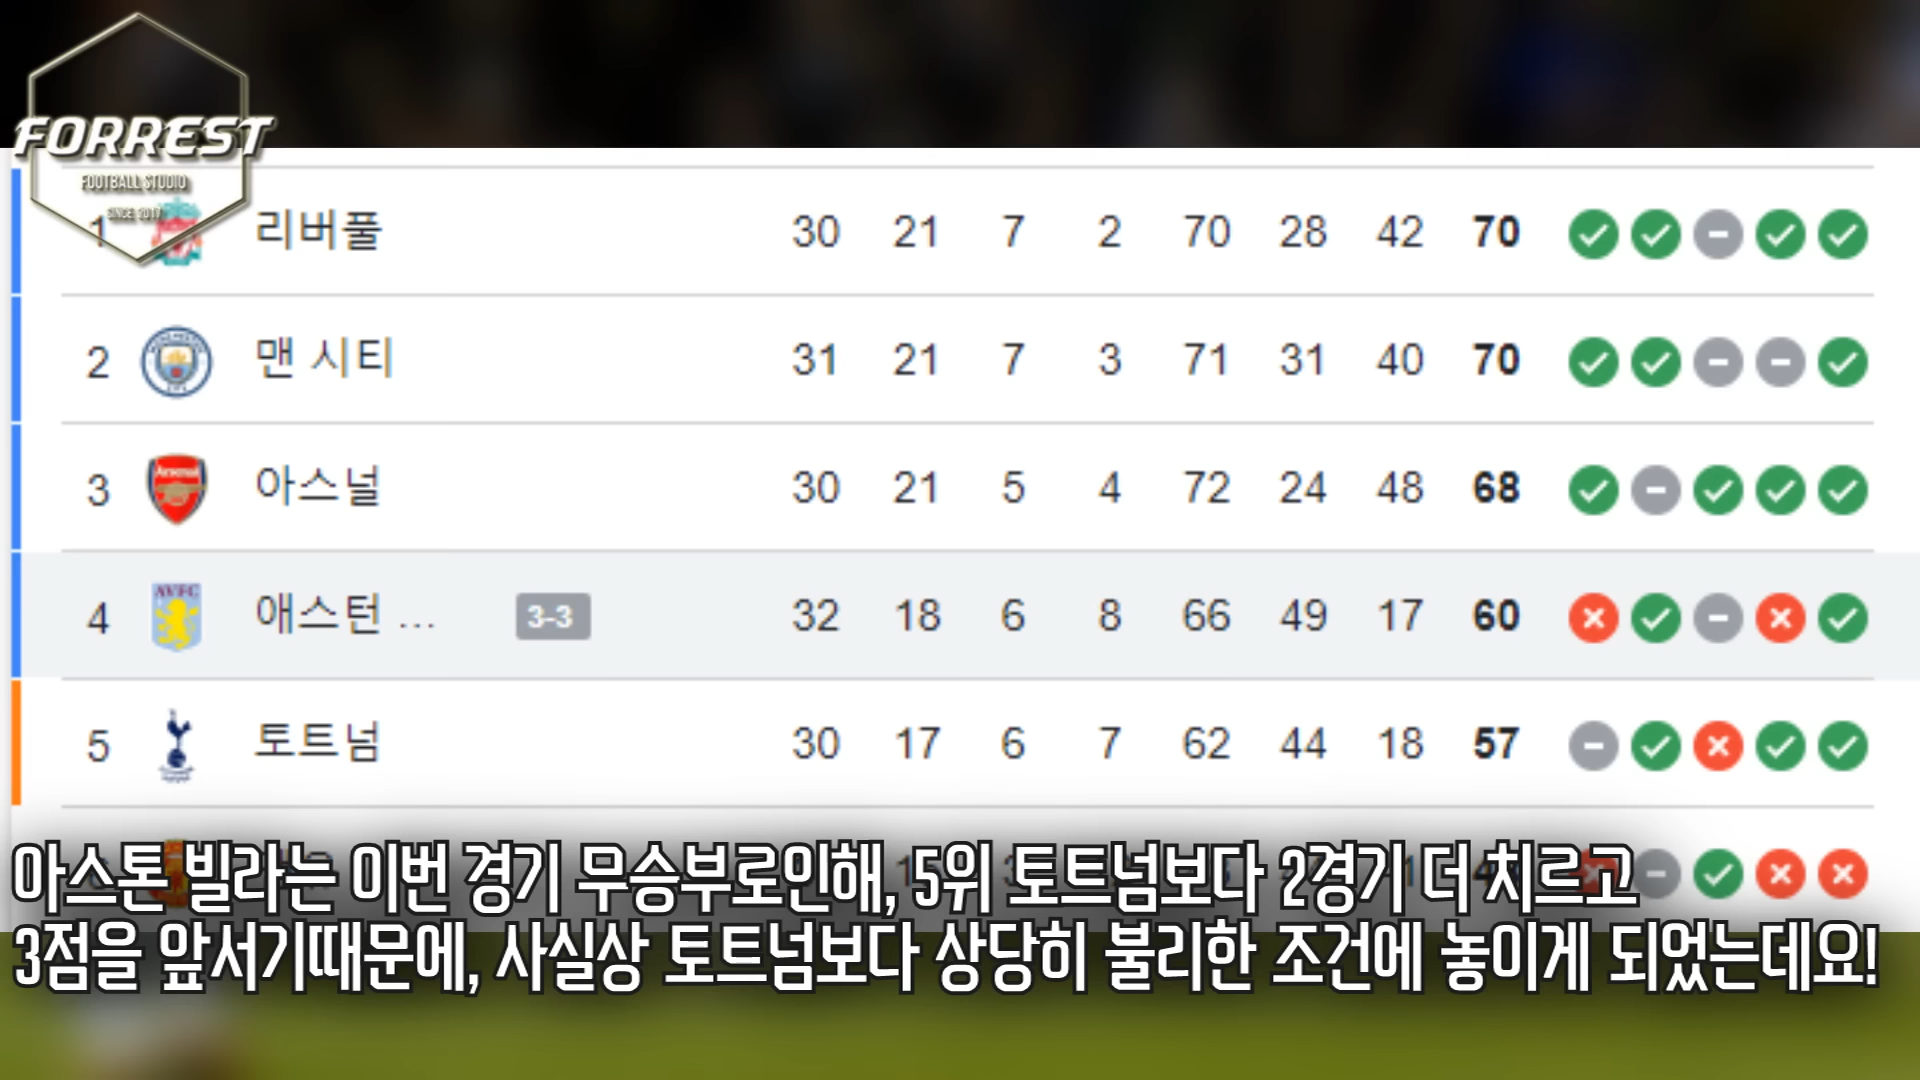 FORREST
FOOTBALL STUDIO
SINCE 2017
1 리버풀 30 21 7 2 70 28 42 70
2 맨 시티 31 21 7 3 71 31 40 70
3 아스널 30 21 5 4 72 24 48 68
4 AVFC 애스턴 ... 3-3 32 18 6 8 66 49 17 60
5 토트넘 30 17 6 7 62 44 18 57
아스톤 빌라는 이번 경기 무승부로인해, 5위 토트넘보다 2경기 더 치르고
3점을 앞서기때문에, 사실상 토트넘보다 상당히 불리한 조건에 놓이게 되었는데요!